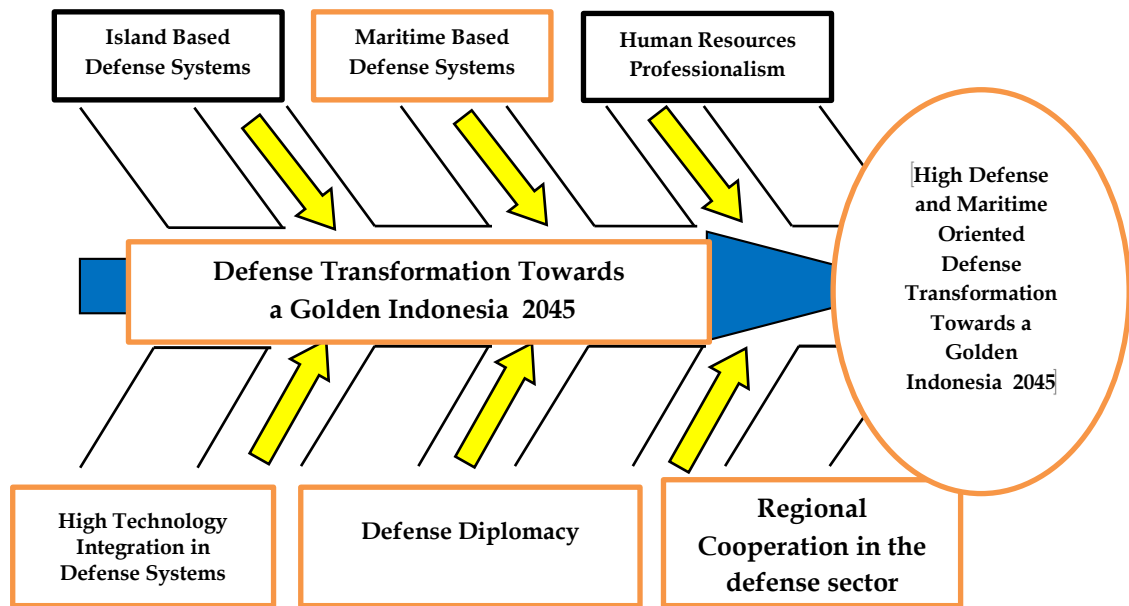 Island Based
Defense Systems
Maritime Based
Defense Systems
Human Resources
Professionalism
Defense Transformation Towards
a Golden Indonesia 2045
[High Defense
and Maritime
Oriented
Defense
Transformation
Towards a
Golden
Indonesia 2045]
High Technology
Integration in
Defense Systems
Defense Diplomacy
Regional
Cooperation in the
defense sector